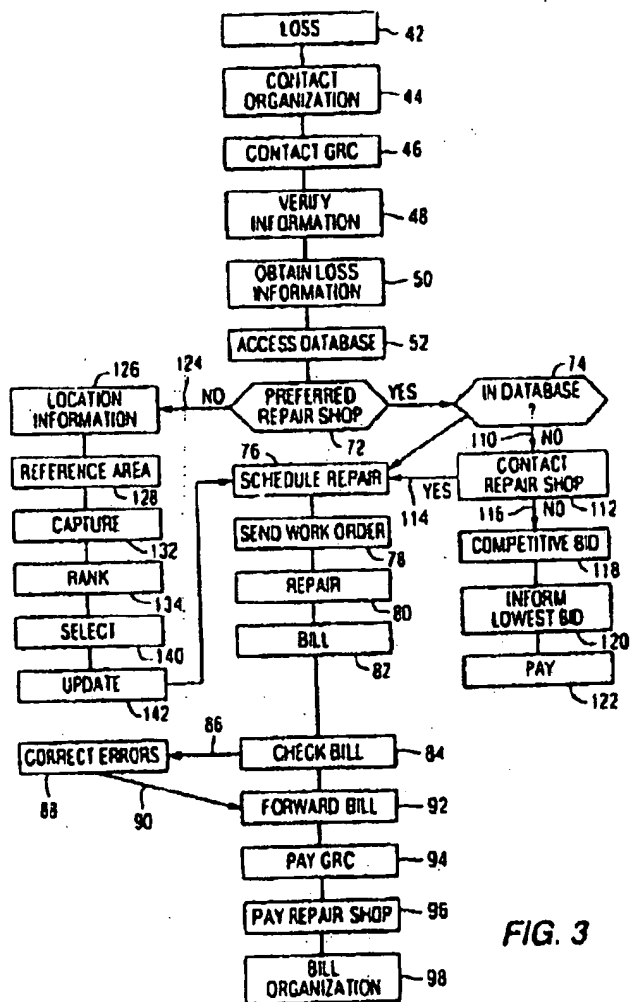 LOSS
42
CONTACT
ORGANIZATION
44
CONTACT GRC
46
VERIFY
INFORMATION
48
OBTAIN LOSS
INFORMATION
50
ACCESS DATABASE
52
126
124
74
LOCATION
INFORMATION
NO
PREFERRED
REPAIR SHOP
72
YES
IN DATABASE
?
110
NO
REFERENCE AREA
128
76
SCHEDULE REPAIR
YES
114
CONTACT
REPAIR SHOP
112
116
NO
CAPTURE
132
SEND WORK ORDER
78
COMPETITIVE BID
118
RANK
134
REPAIR
80
INFORM
LOWEST BID
120
SELECT
140
BILL
82
PAY
122
UPDATE
142
86
CORRECT ERRORS
88
90
CHECK BILL
84
FORWARD BILL
92
PAY GRC
94
PAY REPAIR SHOP
96
BILL
ORGANIZATION
98
FIG. 3